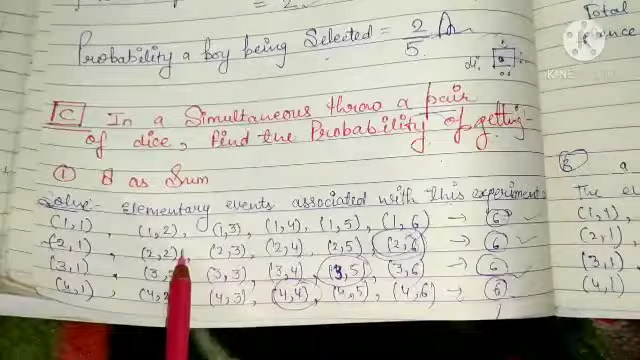 = 2
Probability a boy being Selected = 2/5 Ans
[C] In a Simultaneous throw a pair
of dice, find the Probability of getting
① 8 as Sum
Solve- Elementary events associated with this experiment
(1,1) (1,2), (1,3), (1,4), (1,5), (1,6) → 6
(2,1), (2,2), (2,3), (2,4), (2,5), (2,6) → 6
(3,1) (3,3), (3,4), (3,5), (3,6) → 6
(4,1) (4,3), (4,4), (4,5), (4,6) → 6
Total
K
KINE
B a
The e
(1,1),
(2,1)
(3,1)
(4,1)